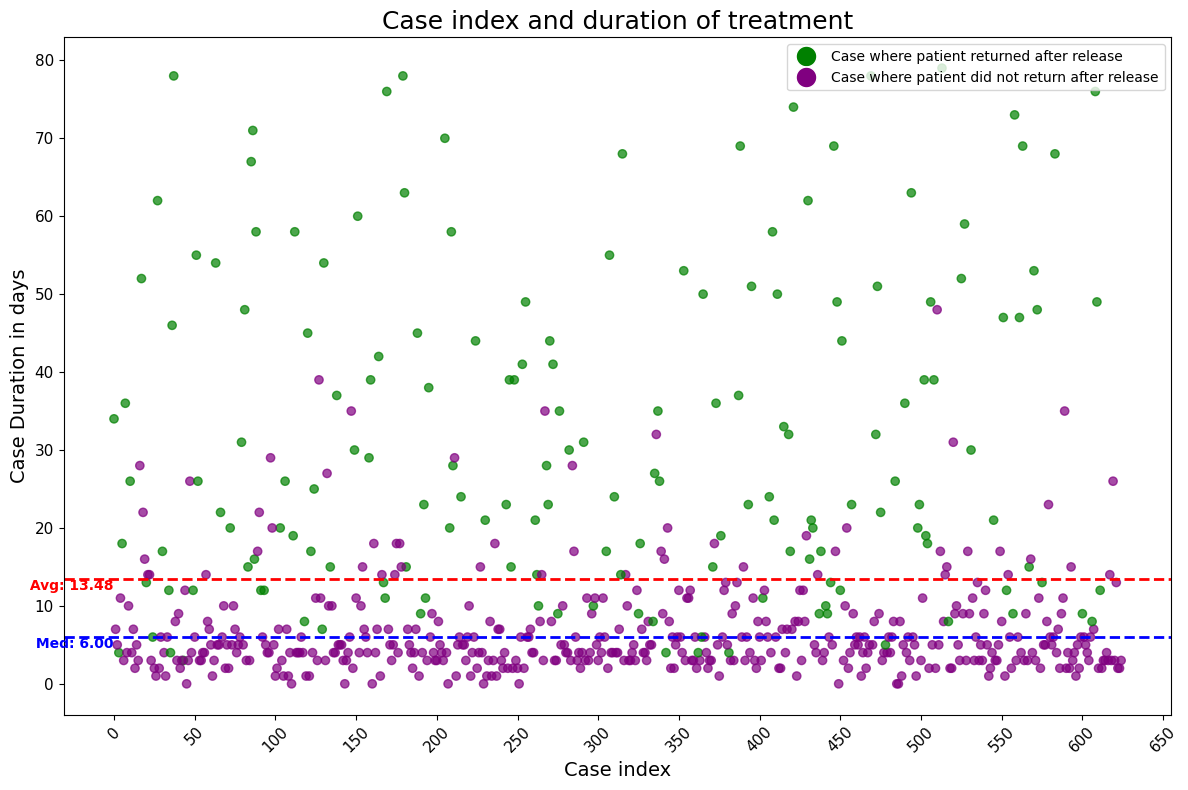 Case index and duration of treatment
Case where patient returned after release
Case where patient did not return after release
Case Duration in days
80
70
60
50
40
30
20
10
0
Avg: 13.48
Med: 6.00
0 50 100 150 200 250 300 350 400 450 500 550 600 650
Case index